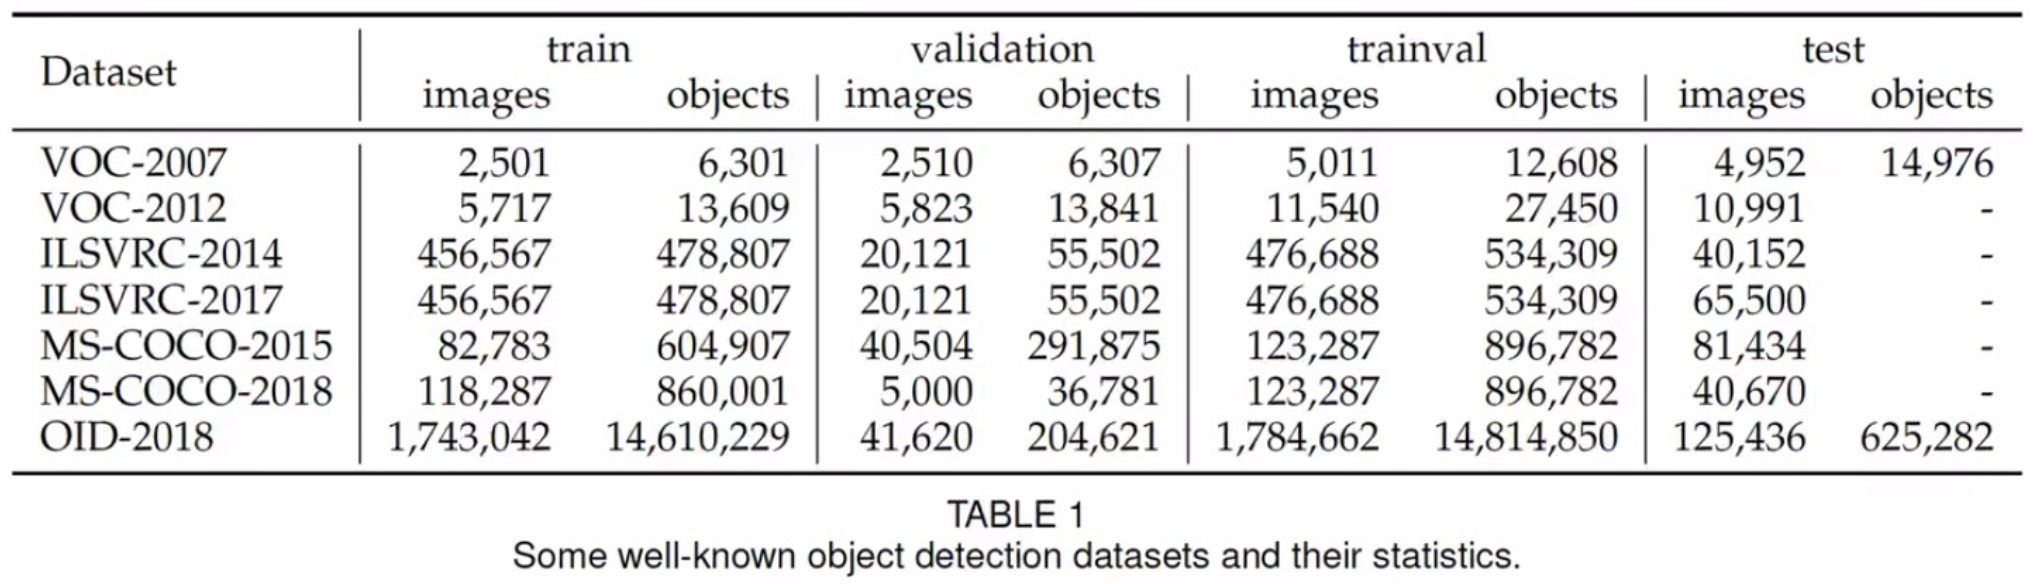 Dataset train validation trainval test
images objects images objects images objects images objects
VOC-2007 2,501 6,301 2,510 6,307 5,011 12,608 4,952 14,976
VOC-2012 5,717 13,609 5,823 13,841 11,540 27,450 10,991 -
ILSVRC-2014 456,567 478,807 20,121 55,502 476,688 534,309 40,152 -
ILSVRC-2017 456,567 478,807 20,121 55,502 476,688 534,309 65,500 -
MS-COCO-2015 82,783 604,907 40,504 291,875 123,287 896,782 81,434 -
MS-COCO-2018 118,287 860,001 5,000 36,781 123,287 896,782 40,670 -
OID-2018 1,743,042 14,610,229 41,620 204,621 1,784,662 14,814,850 125,436 625,282
TABLE 1
Some well-known object detection datasets and their statistics.